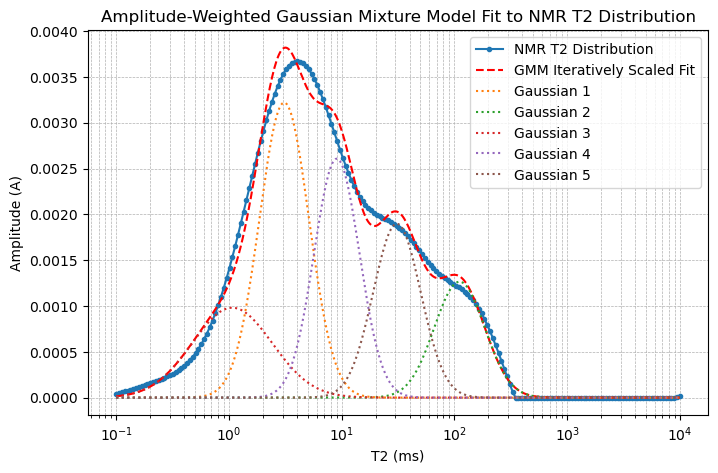 Amplitude-Weighted Gaussian Mixture Model Fit to NMR T2 Distribution
Amplitude (A)
0.0040
0.0035
0.0030
0.0025
0.0020
0.0015
0.0010
0.0005
0.0000
NMR T2 Distribution
GMM Iteratively Scaled Fit
Gaussian 1
Gaussian 2
Gaussian 3
Gaussian 4
Gaussian 5
10⁻¹ 10⁰ 10¹ 10² 10³ 10⁴
T2 (ms)